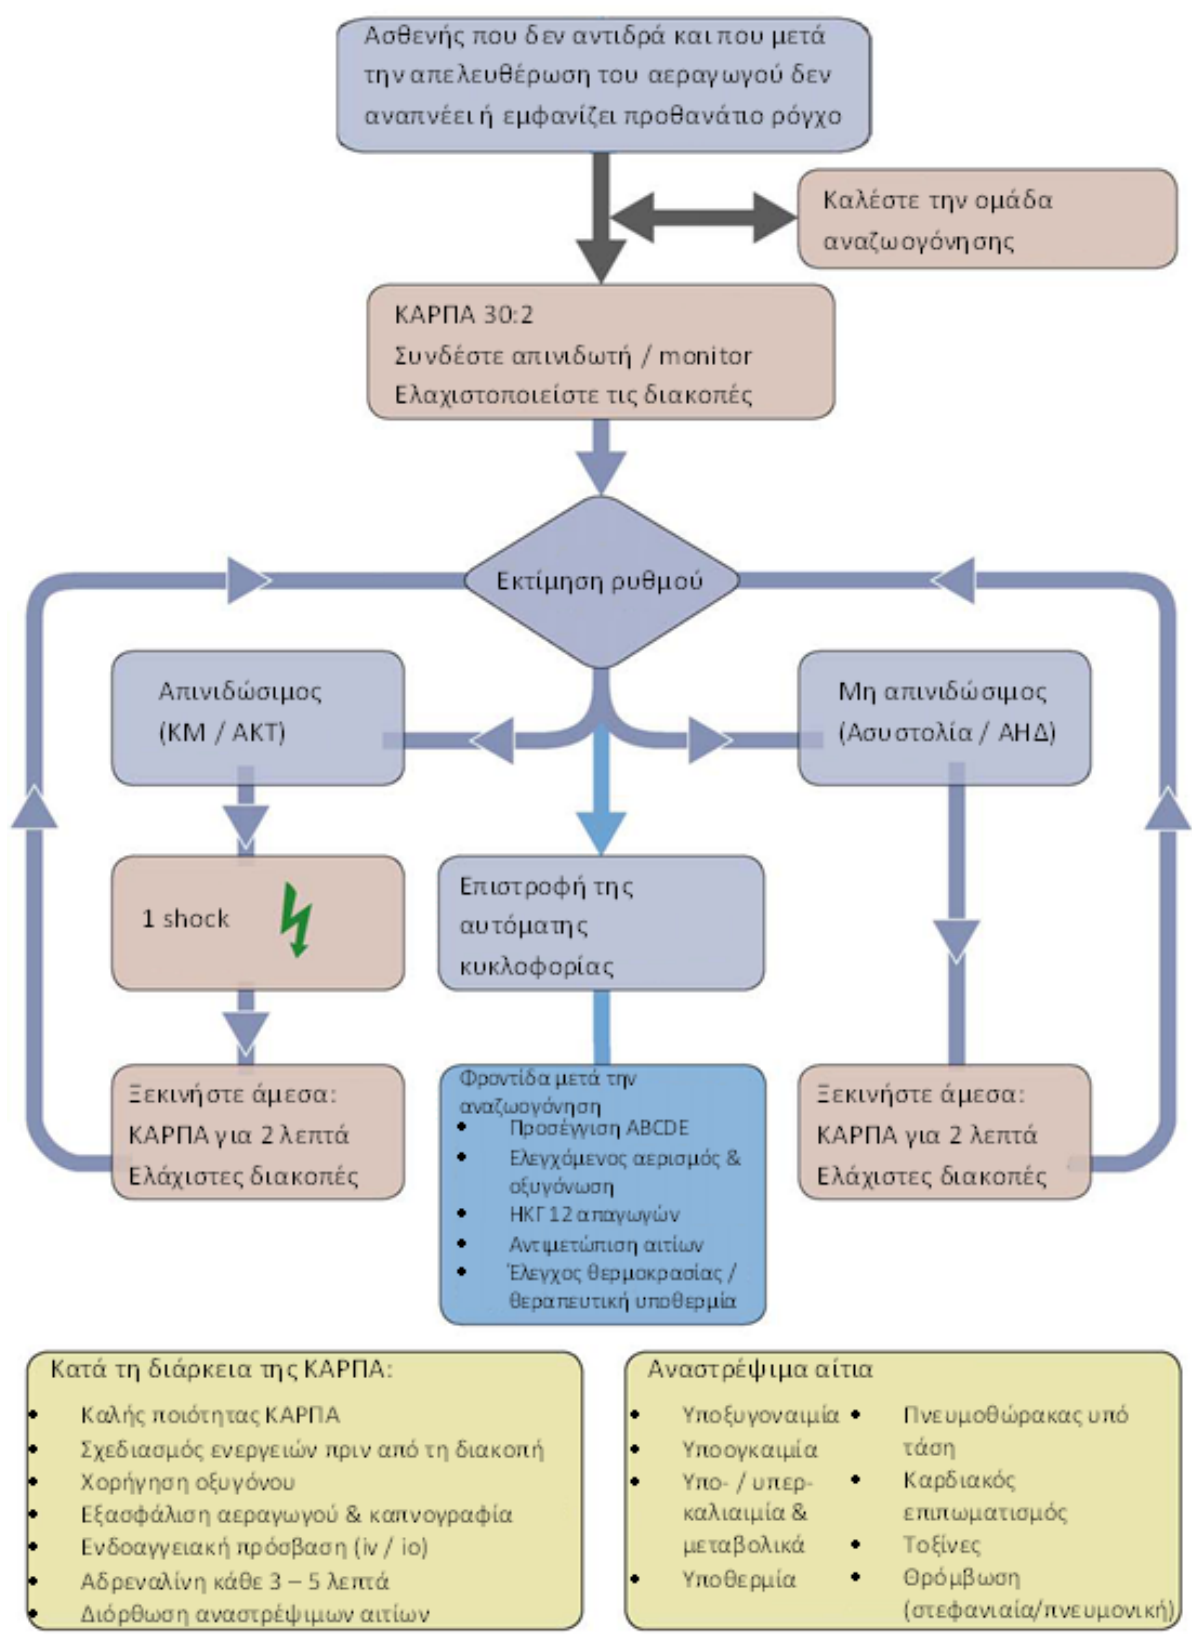 Ασθενής που δεν αντιδρά και που μετά
την απελευθέρωση του αεραγωγού δεν
αναπνέει ή εμφανίζει προθανάτιο ρόγχο
Καλέστε την ομάδα
αναζωογόνησης
ΚΑΡΠΑ 30:2
Συνδέστε απινιδωτή / monitor
Ελαχιστοποιείστε τις διακοπές
Εκτίμηση ρυθμού
Απινιδώσιμος
(ΚΜ / ΑΚΤ)
Μη απινιδώσιμος
(Ασυστολία / ΑΗΔ)
1 shock
Επιστροφή της
αυτόματης
κυκλοφορίας
Ξεκινήστε άμεσα:
ΚΑΡΠΑ για 2 λεπτά
Ελάχιστες διακοπές
Φροντίδα μετά την
αναζωογόνηση
• Προσέγγιση ABCDE
• Ελεγχόμενος αερισμός &
οξυγόνωση
• ΗΚΓ 12 απαγωγών
• Αντιμετώπιση αιτίων
• Έλεγχος θερμοκρασίας /
θεραπευτική υποθερμία
Ξεκινήστε άμεσα:
ΚΑΡΠΑ για 2 λεπτά
Ελάχιστες διακοπές
Κατά τη διάρκεια της ΚΑΡΠΑ:
• Καλής ποιότητας ΚΑΡΠΑ
• Σχεδιασμός ενεργειών πριν από τη διακοπή
• Χορήγηση οξυγόνου
• Εξασφάλιση αεραγωγού & καπνογραφία
• Ενδοαγγειακή πρόσβαση (iv / io)
• Αδρεναλίνη κάθε 3 – 5 λεπτά
• Διόρθωση αναστρέψιμων αιτίων
Αναστρέψιμα αίτια
• Υποξυγοναιμία
• Υποογκαιμία
• Υπο- / υπερ-
καλιαιμία &
μεταβολικά
• Υποθερμία
• Πνευμοθώρακας υπό
τάση
• Καρδιακός
επιπωματισμός
• Τοξίνες
• Θρόμβωση
(στεφανιαία/πνευμονική)